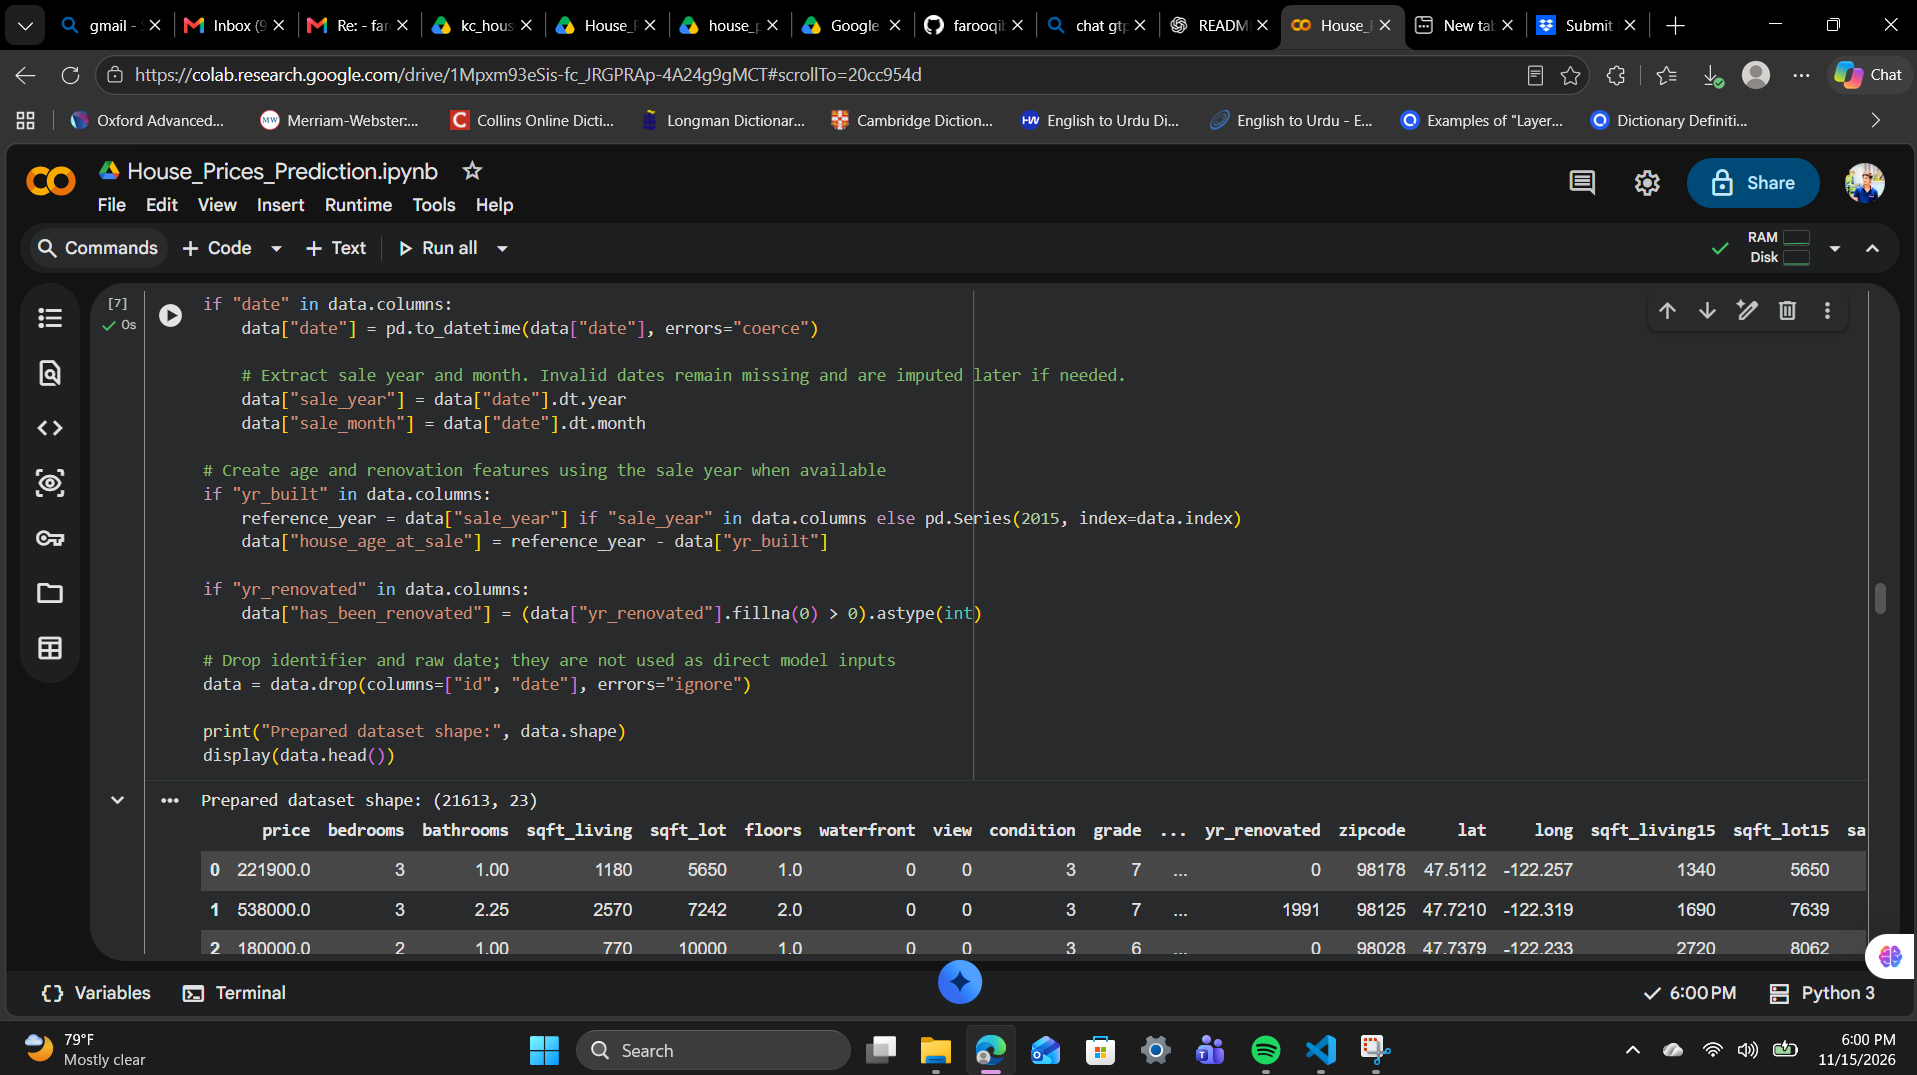 gmail -
Inbox (9
Re: - far
kc_hous
House_P
house_p
Google
farooqib
chat gtp
README
House_P
New tab
Submit
https://colab.research.google.com/drive/1Mpxm93eSis-fc_JRGPRAp-4A24g9gMCT#scrollTo=20cc954d
Chat
Oxford Advanced...
Merriam-Webster:...
Collins Online Dicti...
Longman Dictionar...
Cambridge Diction...
English to Urdu Di...
English to Urdu - E...
Examples of "Layer...
Dictionary Definiti...
House_Prices_Prediction.ipynb
File Edit View Insert Runtime Tools Help
Share
Commands + Code + Text Run all
RAM
Disk
[7]
0s
if "date" in data.columns:
data["date"] = pd.to_datetime(data["date"], errors="coerce")
# Extract sale year and month. Invalid dates remain missing and are imputed later if needed.
data["sale_year"] = data["date"].dt.year
data["sale_month"] = data["date"].dt.month
# Create age and renovation features using the sale year when available
if "yr_built" in data.columns:
reference_year = data["sale_year"] if "sale_year" in data.columns else pd.Series(2015, index=data.index)
data["house_age_at_sale"] = reference_year - data["yr_built"]
if "yr_renovated" in data.columns:
data["has_been_renovated"] = (data["yr_renovated"].fillna(0) > 0).astype(int)
# Drop identifier and raw date; they are not used as direct model inputs
data = data.drop(columns=["id", "date"], errors="ignore")
print("Prepared dataset shape:", data.shape)
display(data.head())
Prepared dataset shape: (21613, 23)
price bedrooms bathrooms sqft_living sqft_lot floors waterfront view condition grade ... yr_renovated zipcode lat long sqft_living15 sqft_lot15 sa
0 221900.0 3 1.00 1180 5650 1.0 0 0 3 7 ... 0 98178 47.5112 -122.257 1340 5650
1 538000.0 3 2.25 2570 7242 2.0 0 0 3 7 ... 1991 98125 47.7210 -122.319 1690 7639
2 180000.0 2 1.00 770 10000 1.0 0 0 3 6 ... 0 98028 47.7379 -122.233 2720 8062
Variables Terminal
6:00 PM Python 3
79°F
Mostly clear
Search
6:00 PM
11/15/2026